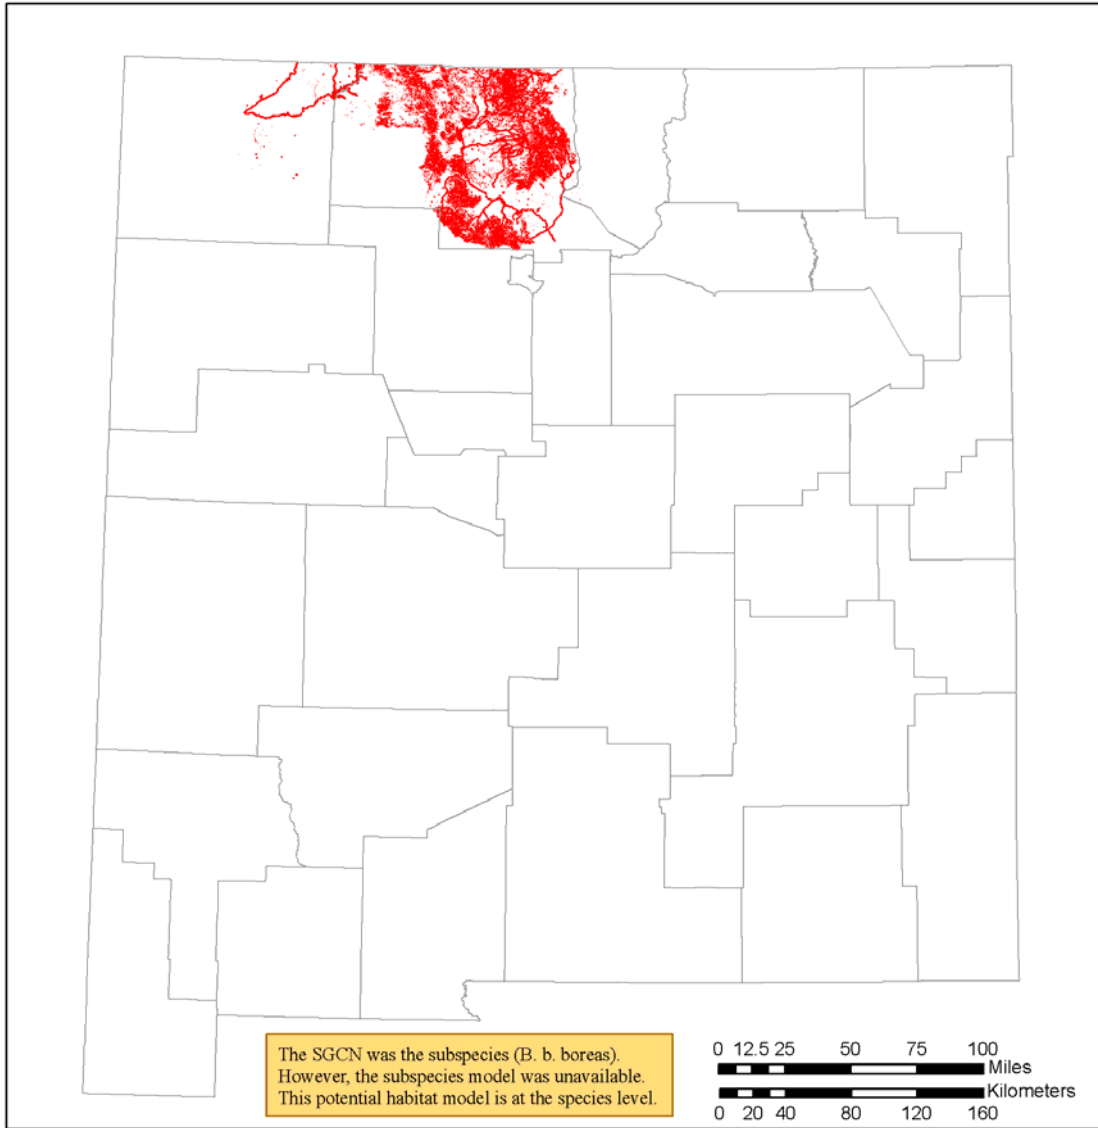 The SGCN was the subspecies (B. b. boreas).
However, the subspecies model was unavailable.
This potential habitat model is at the species level.
0 12.5 25 50 75 100
Miles
Kilometers
0 20 40 80 120 160